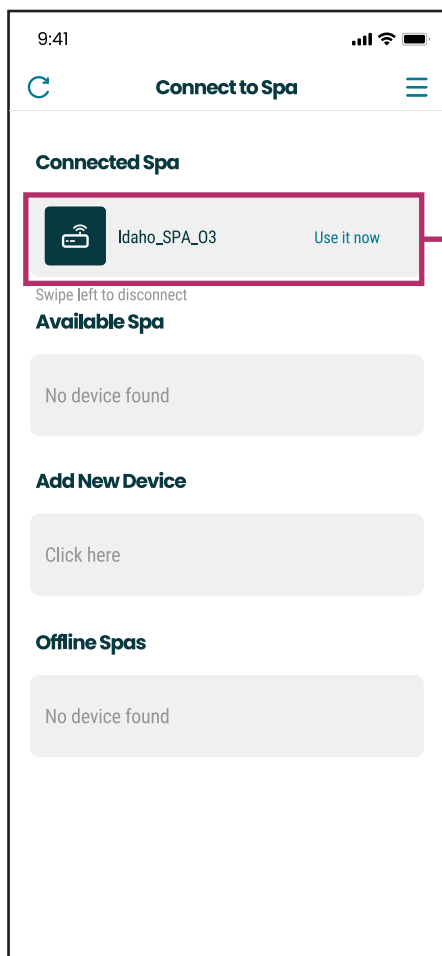 9:41
Connect to Spa
Connected Spa
Idaho_SPA_03 Use it now
Swipe left to disconnect
Available Spa
No device found
Add New Device
Click here
Offline Spas
No device found